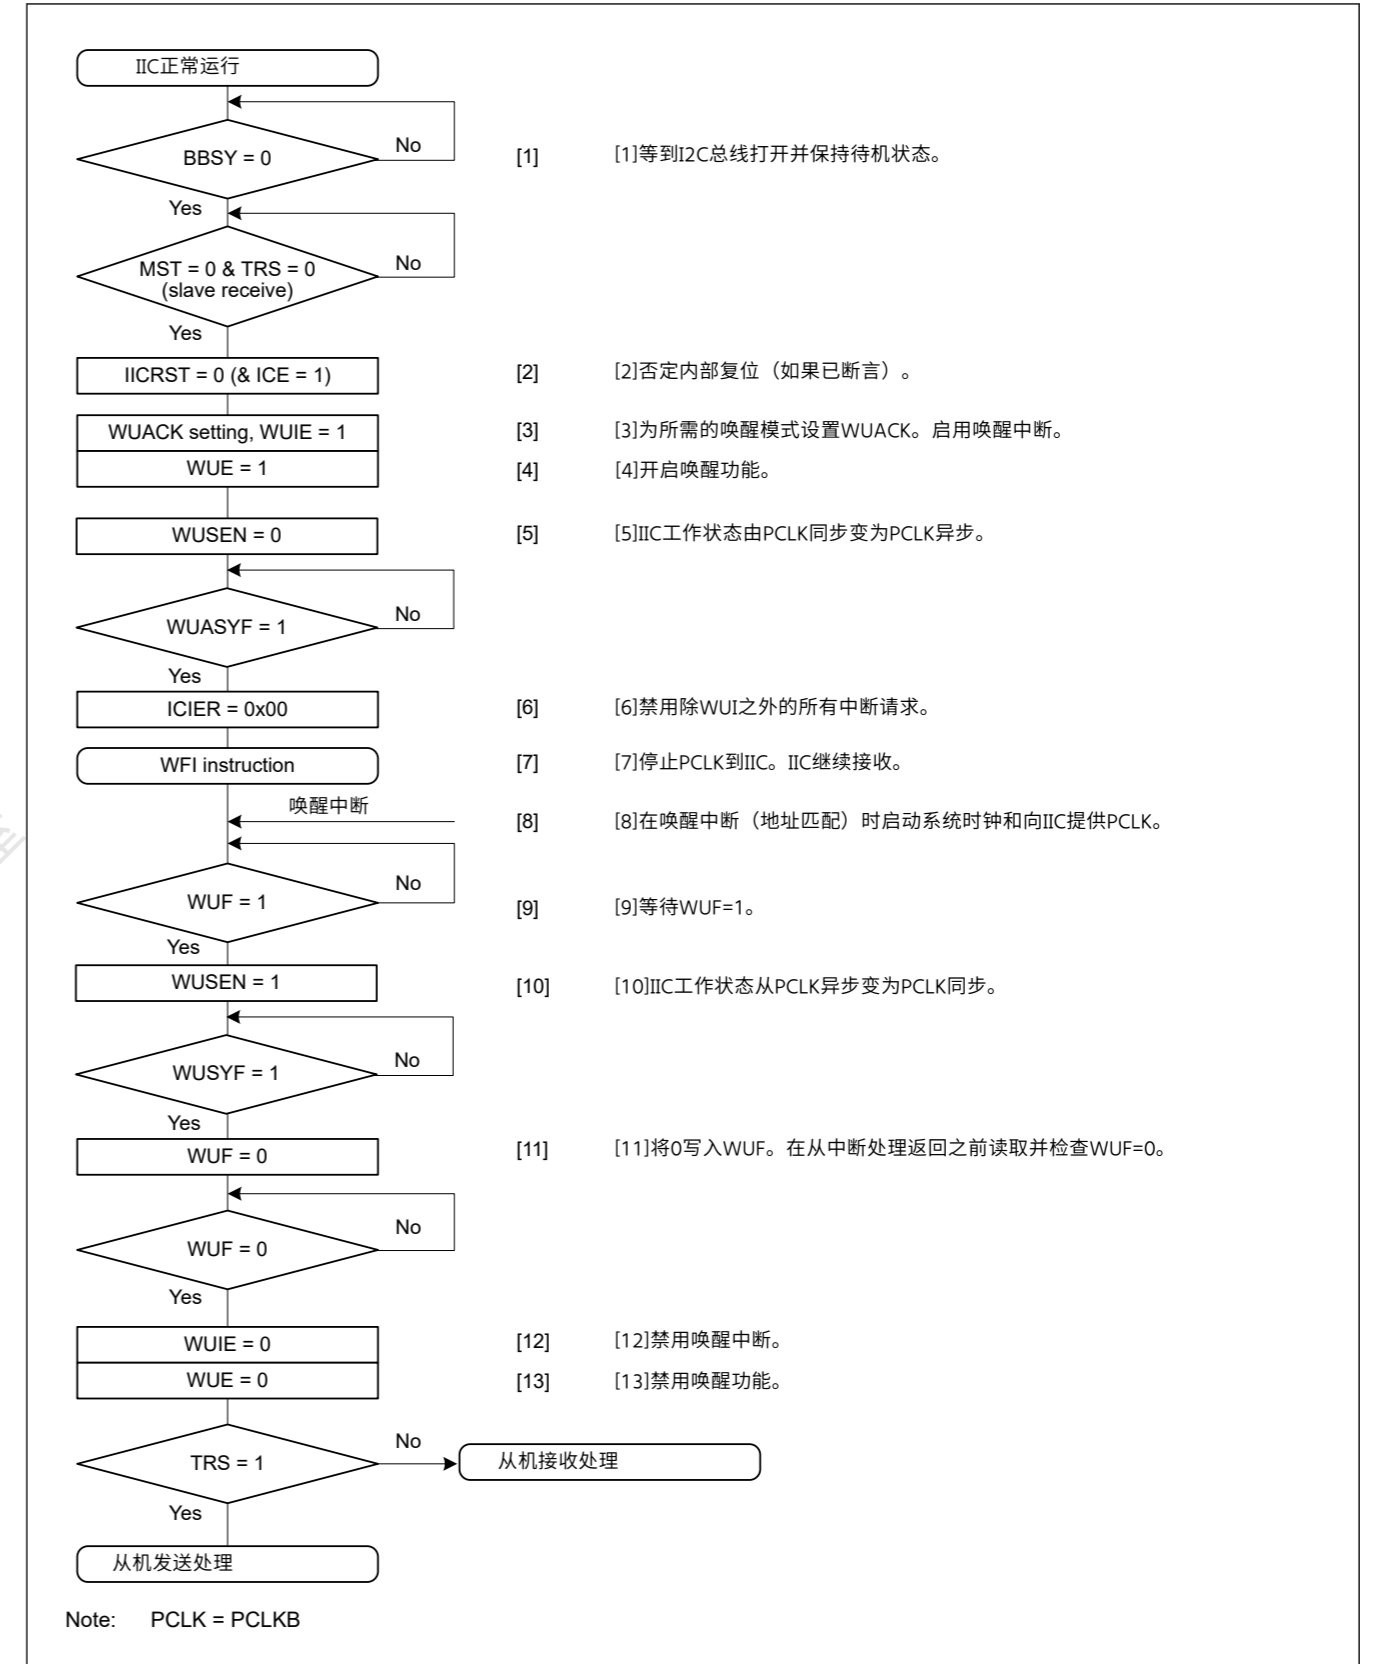 IIC正常运行
BBSY = 0
No
[1]
[1]等到I2C总线打开并保持待机状态。
Yes
MST = 0 & TRS = 0
(slave receive)
No
Yes
IICRST = 0 (& ICE = 1)
[2]
[2]否定内部复位（如果已断言）。
WUACK setting, WUIE = 1
[3]
[3]为所需的唤醒模式设置WUACK。启用唤醒中断。
WUE = 1
[4]
[4]开启唤醒功能。
WUSEN = 0
[5]
[5]IIC工作状态由PCLK同步变为PCLK异步。
WUASYF = 1
No
Yes
ICIER = 0x00
[6]
[6]禁用除WUI之外的所有中断请求。
WFI instruction
[7]
[7]停止PCLK到IIC。IIC继续接收。
唤醒中断
[8]
[8]在唤醒中断（地址匹配）时启动系统时钟和向IIC提供PCLK。
WUF = 1
No
[9]
[9]等待WUF=1。
Yes
WUSEN = 1
[10]
[10]IIC工作状态从PCLK异步变为PCLK同步。
WUSYF = 1
No
Yes
WUF = 0
[11]
[11]将0写入WUF。在从中断处理返回之前读取并检查WUF=0。
WUF = 0
No
Yes
WUIE = 0
[12]
[12]禁用唤醒中断。
WUE = 0
[13]
[13]禁用唤醒功能。
TRS = 1
No
从机接收处理
Yes
从机发送处理
Note: PCLK = PCLKB